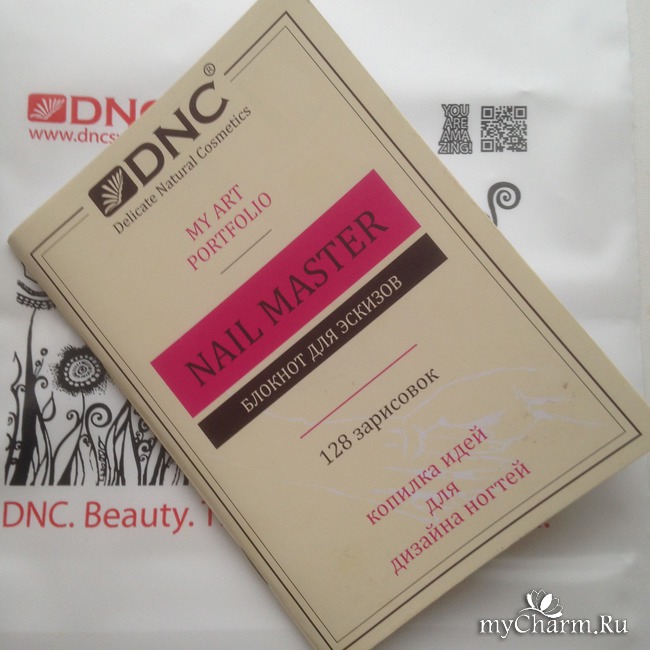 DNC
www.dncs
YOU
ARE
AMA
ZING!
DNC®
Delicate Natural Cosmetics
MY ART
PORTFOLIO
NAIL MASTER
БЛОКНОТ ДЛЯ ЭСКИЗОВ
128 зарисовок
копилка идей
для
дизайна ногтей
DNC. Beauty.
myCharm.Ru